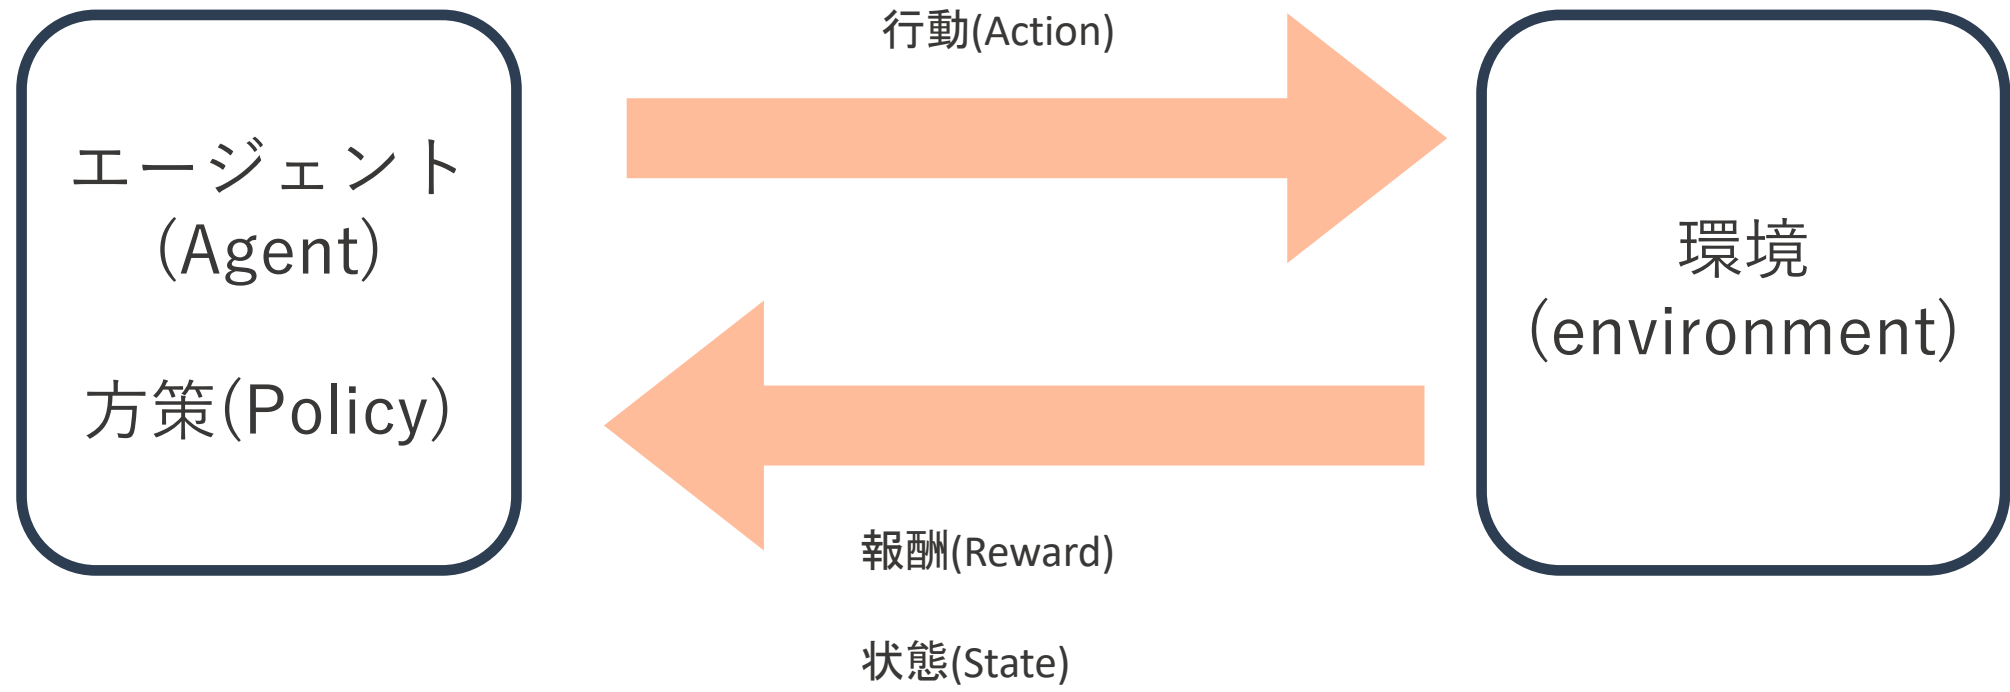 エージェント
(Agent)
方策(Policy)
行動(Action)
報酬(Reward)
状態(State)
環境
(environment)